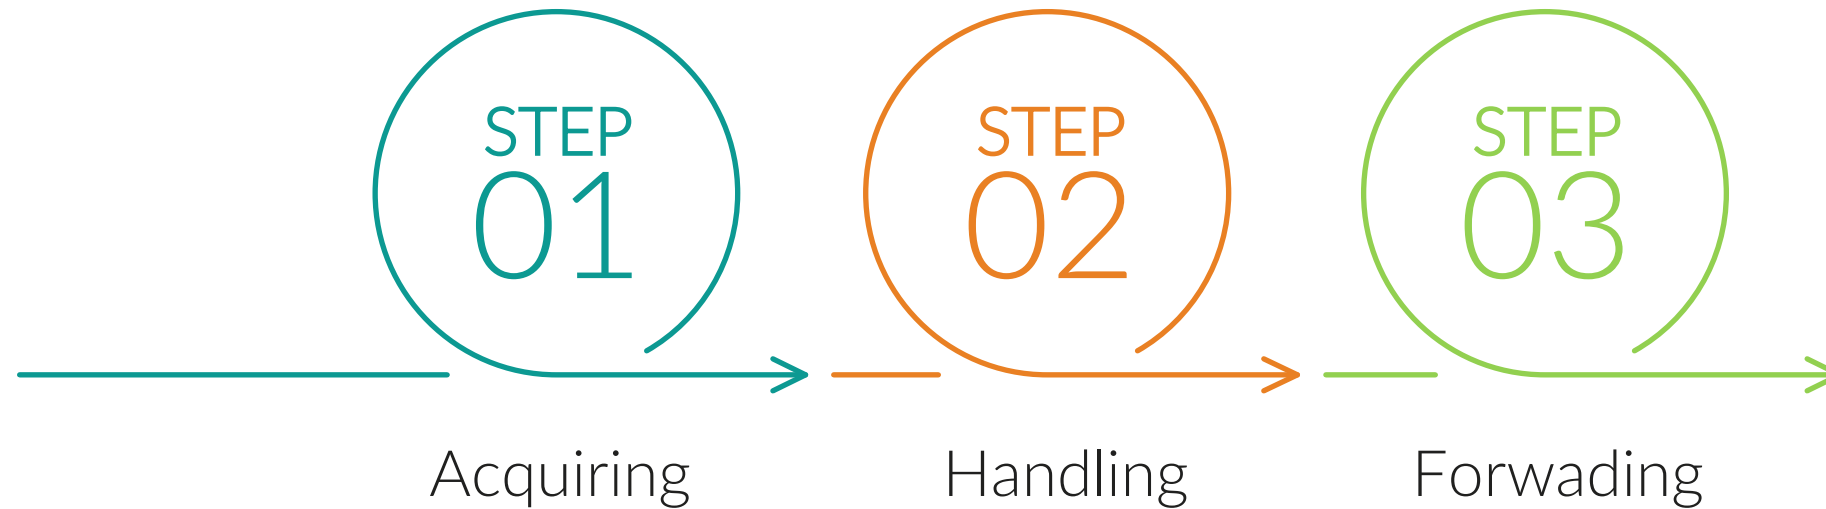 STEP
01
STEP
02
STEP
03
Acquiring
Handling
Forwading